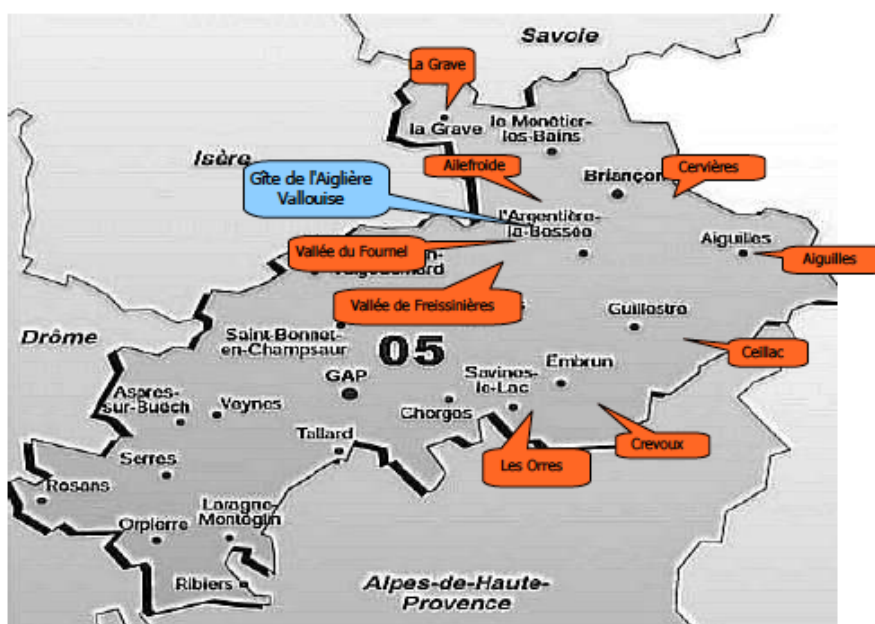 Savoie
La Grave
la Grave
le Monêtier-
les-Bains
Isère
Ailefroide
Cervières
Briançon
Gîte de l'Aiglière
Vallouise
l'Argentière-
la-Bessée
Aiguilles
Vallée du Fournel
Aiguilles
Vallée de Freissinières
Guillestre
Drôme
Saint-Bonnet-
en-Champsaur
05
Ceillac
GAP
Savines-
le-Lac
Embrun
Aspres-
sur-Buëch
Veynes
Chorges
Tallard
Crevoux
Les Orres
Serres
Rosans
Laragne-
Montéglin
Orpierre
Ribiers
Alpes-de-Haute-
Provence